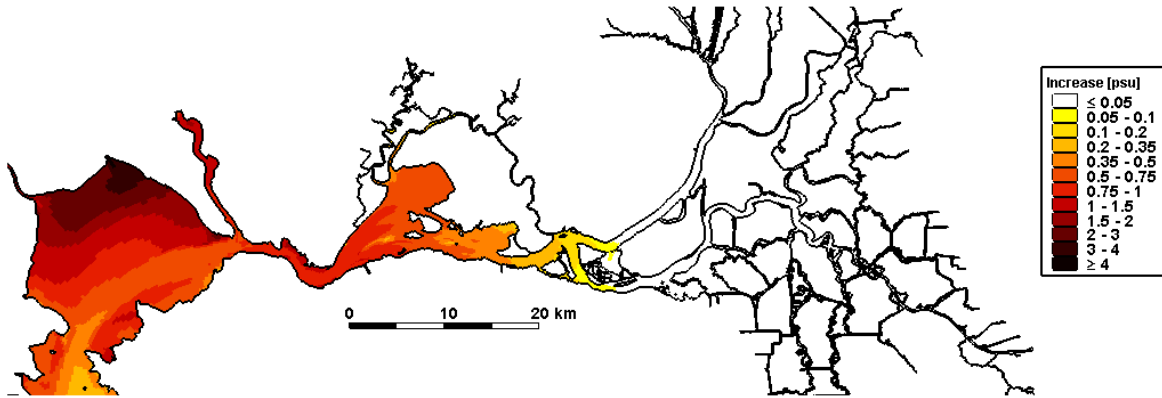 Increase [psu]
≤ 0.05
0.05 - 0.1
0.1 - 0.2
0.2 - 0.35
0.35 - 0.5
0.5 - 0.75
0.75 - 1
1 - 1.5
1.5 - 2
2 - 3
3 - 4
≥ 4
0 10 20 km